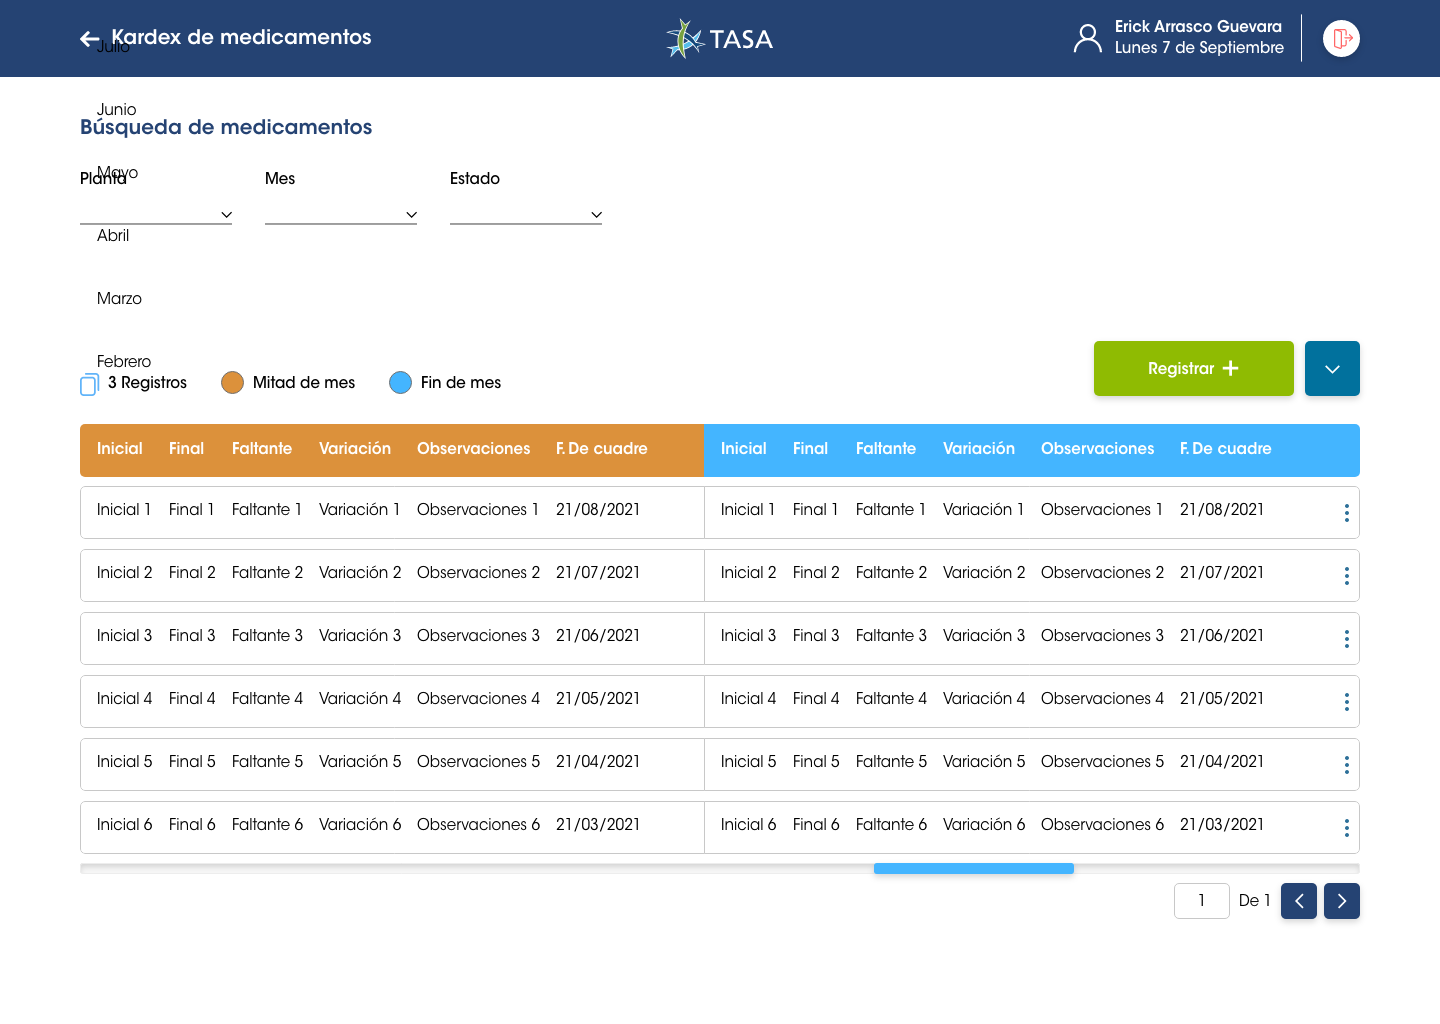 Kardex de medicamentos
Julio
TASA
Erick Arrasco Guevara
Lunes 7 de Septiembre
Junio
Búsqueda de medicamentos
Mayo
Planta Mes Estado
Abril
Marzo
Febrero
3 Registros Mitad de mes Fin de mes
Registrar +
Inicial Final Faltante Variación Observaciones F. De cuadre Inicial Final Faltante Variación Observaciones F. De cuadre
Inicial 1 Final 1 Faltante 1 Variación 1 Observaciones 1 21/08/2021 Inicial 1 Final 1 Faltante 1 Variación 1 Observaciones 1 21/08/2021
Inicial 2 Final 2 Faltante 2 Variación 2 Observaciones 2 21/07/2021 Inicial 2 Final 2 Faltante 2 Variación 2 Observaciones 2 21/07/2021
Inicial 3 Final 3 Faltante 3 Variación 3 Observaciones 3 21/06/2021 Inicial 3 Final 3 Faltante 3 Variación 3 Observaciones 3 21/06/2021
Inicial 4 Final 4 Faltante 4 Variación 4 Observaciones 4 21/05/2021 Inicial 4 Final 4 Faltante 4 Variación 4 Observaciones 4 21/05/2021
Inicial 5 Final 5 Faltante 5 Variación 5 Observaciones 5 21/04/2021 Inicial 5 Final 5 Faltante 5 Variación 5 Observaciones 5 21/04/2021
Inicial 6 Final 6 Faltante 6 Variación 6 Observaciones 6 21/03/2021 Inicial 6 Final 6 Faltante 6 Variación 6 Observaciones 6 21/03/2021
1 De 1